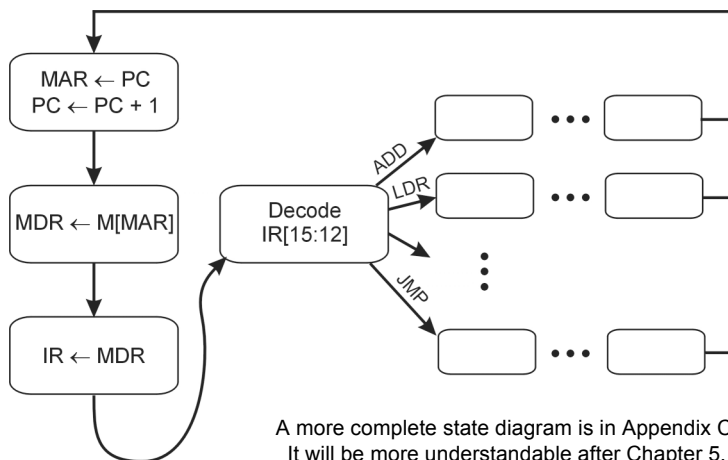 MAR ← PC
PC ← PC + 1
MDR ← M[MAR]
IR ← MDR
Decode
IR[15:12]
ADD
LDR
JMP
A more complete state diagram is in Appendix C
It will be more understandable after Chapter 5.